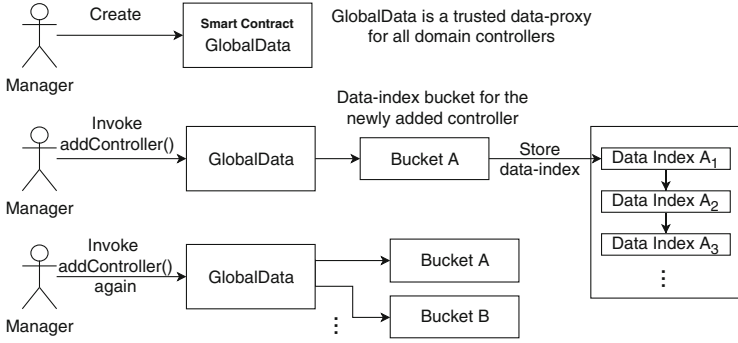 Create
Smart Contract
GlobalData
GlobalData is a trusted data-proxy
for all domain controllers
Manager
Invoke
addController()
GlobalData
Data-index bucket for the
newly added controller
Bucket A
Store
data-index
Data Index A1
Data Index A2
Data Index A3
⋮
Manager
Invoke
addController()
again
GlobalData
Bucket A
Bucket B
⋮
Manager